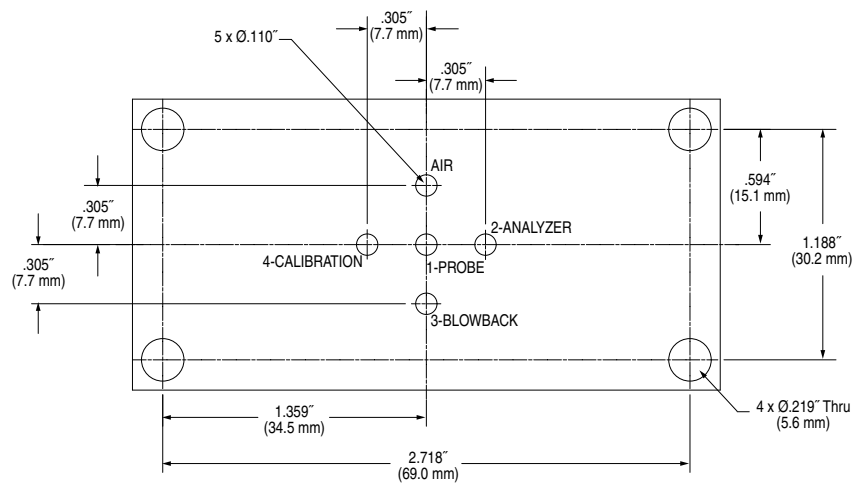 .305″
(7.7 mm)
5 x Ø.110″
.305″
(7.7 mm)
AIR
.594″
(15.1 mm)
.305″
(7.7 mm)
2-ANALYZER
1.188″
(30.2 mm)
4-CALIBRATION
1-PROBE
.305″
(7.7 mm)
3-BLOWBACK
1.359″
(34.5 mm)
4 x Ø.219″ Thru
(5.6 mm)
2.718″
(69.0 mm)